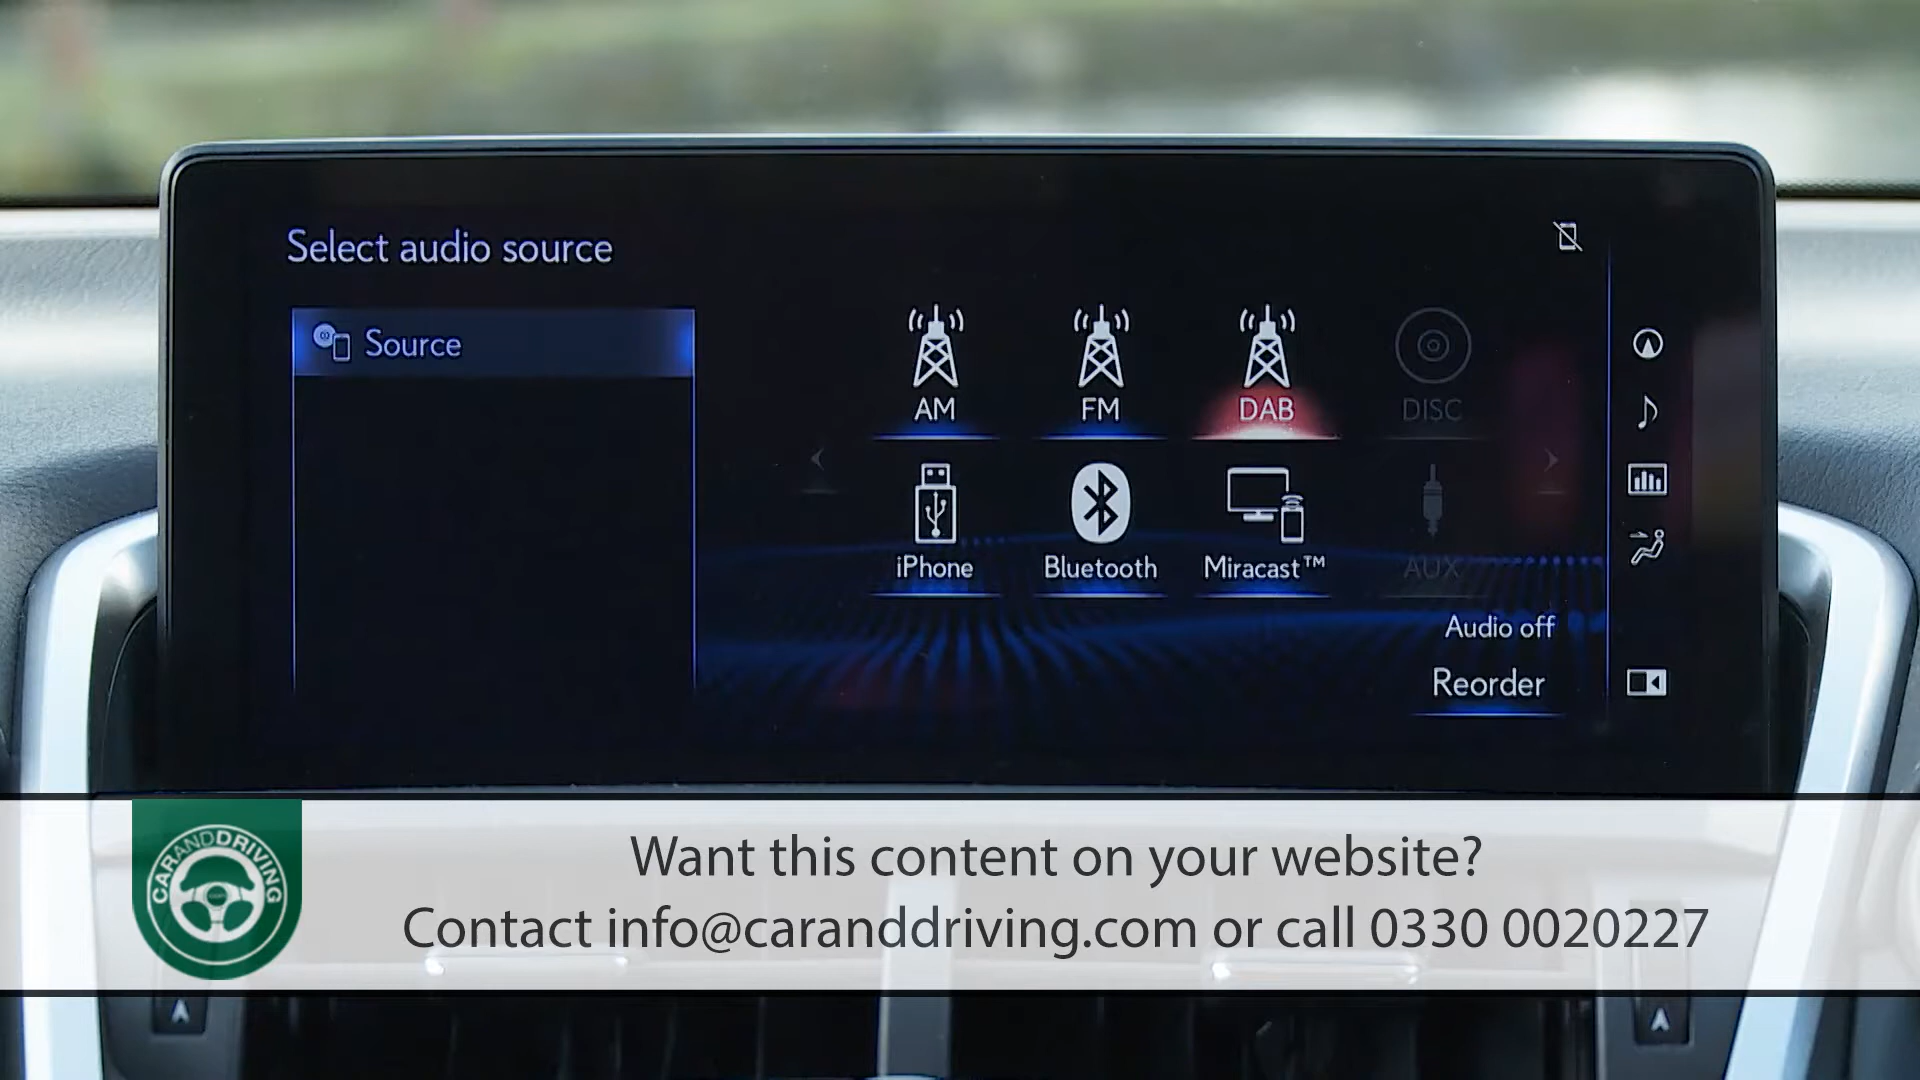 Select audio source
Source
AM
FM
DAB
DISC
iPhone
Bluetooth
Miracast™
AUX
Audio off
Reorder
CARANDDRIVING
Want this content on your website?
Contact info@caranddriving.com or call 0330 0020227